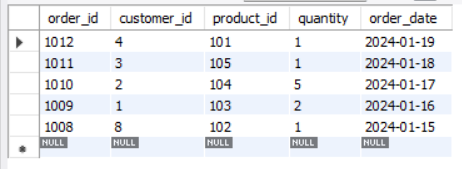 order_id customer_id product_id quantity order_date
1012 4 101 1 2024-01-19
1011 3 105 1 2024-01-18
1010 2 104 5 2024-01-17
1009 1 103 2 2024-01-16
1008 8 102 1 2024-01-15
NULL NULL NULL NULL NULL